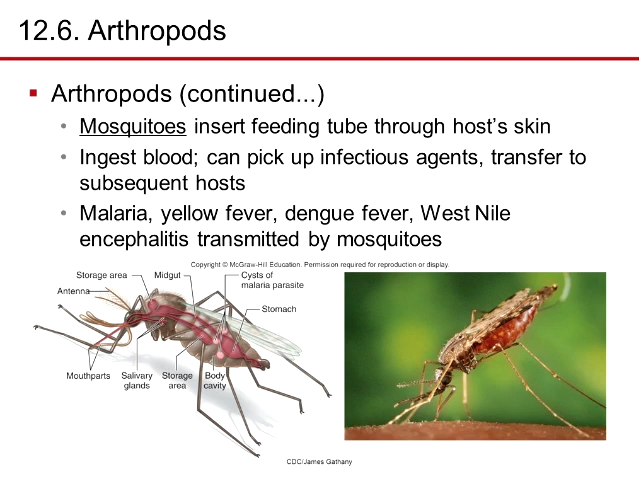 12.6. Arthropods
▪ Arthropods (continued...)
• Mosquitoes insert feeding tube through host's skin
• Ingest blood; can pick up infectious agents, transfer to
subsequent hosts
• Malaria, yellow fever, dengue fever, West Nile
encephalitis transmitted by mosquitoes
Copyright © McGraw-Hill Education. Permission required for reproduction or display.
Storage area
Midgut
Cysts of
malaria parasite
Antenna
Stomach
Mouthparts
Salivary
glands
Storage
area
Body
cavity
CDC/James Gathany